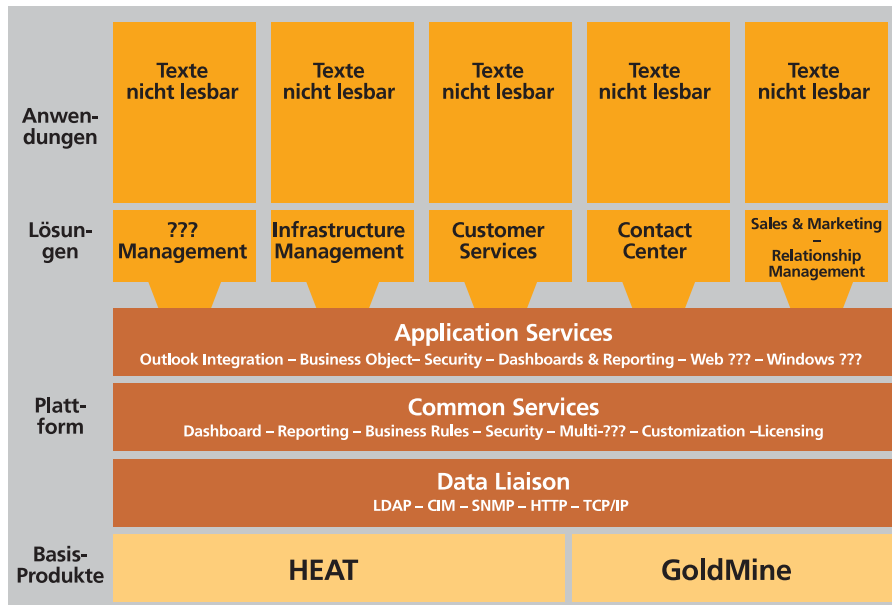 Anwen-
dungen
Texte
nicht lesbar
Texte
nicht lesbar
Texte
nicht lesbar
Texte
nicht lesbar
Texte
nicht lesbar
Lösun-
gen
???
Management
Infrastructure
Management
Customer
Services
Contact
Center
Sales & Marketing
–
Relationship
Management
Application Services
Outlook Integration – Business Object– Security – Dashboards & Reporting – Web ??? – Windows ???
Platt-
form
Common Services
Dashboard – Reporting – Business Rules – Security – Multi-??? – Customization –Licensing
Data Liaison
LDAP – CIM – SNMP – HTTP – TCP/IP
Basis-
Produkte
HEAT
GoldMine